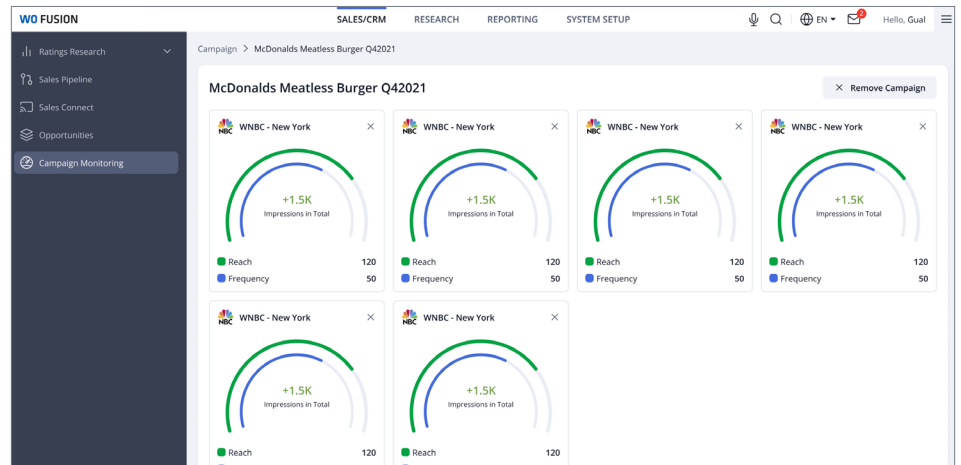 WO FUSION
SALES/CRM
RESEARCH
REPORTING
SYSTEM SETUP
EN
2
Hello, Gual
Ratings Research
Sales Pipeline
Sales Connect
Opportunities
Campaign Monitoring
Campaign > McDonalds Meatless Burger Q42021
McDonalds Meatless Burger Q42021
× Remove Campaign
NBC WNBC - New York ×
+1.5K
Impressions in Total
Reach 120
Frequency 50
NBC WNBC - New York ×
+1.5K
Impressions in Total
Reach 120
Frequency 50
NBC WNBC - New York ×
+1.5K
Impressions in Total
Reach 120
Frequency 50
NBC WNBC - New York ×
+1.5K
Impressions in Total
Reach 120
Frequency 50
NBC WNBC - New York ×
+1.5K
Impressions in Total
Reach 120
NBC WNBC - New York ×
+1.5K
Impressions in Total
Reach 120